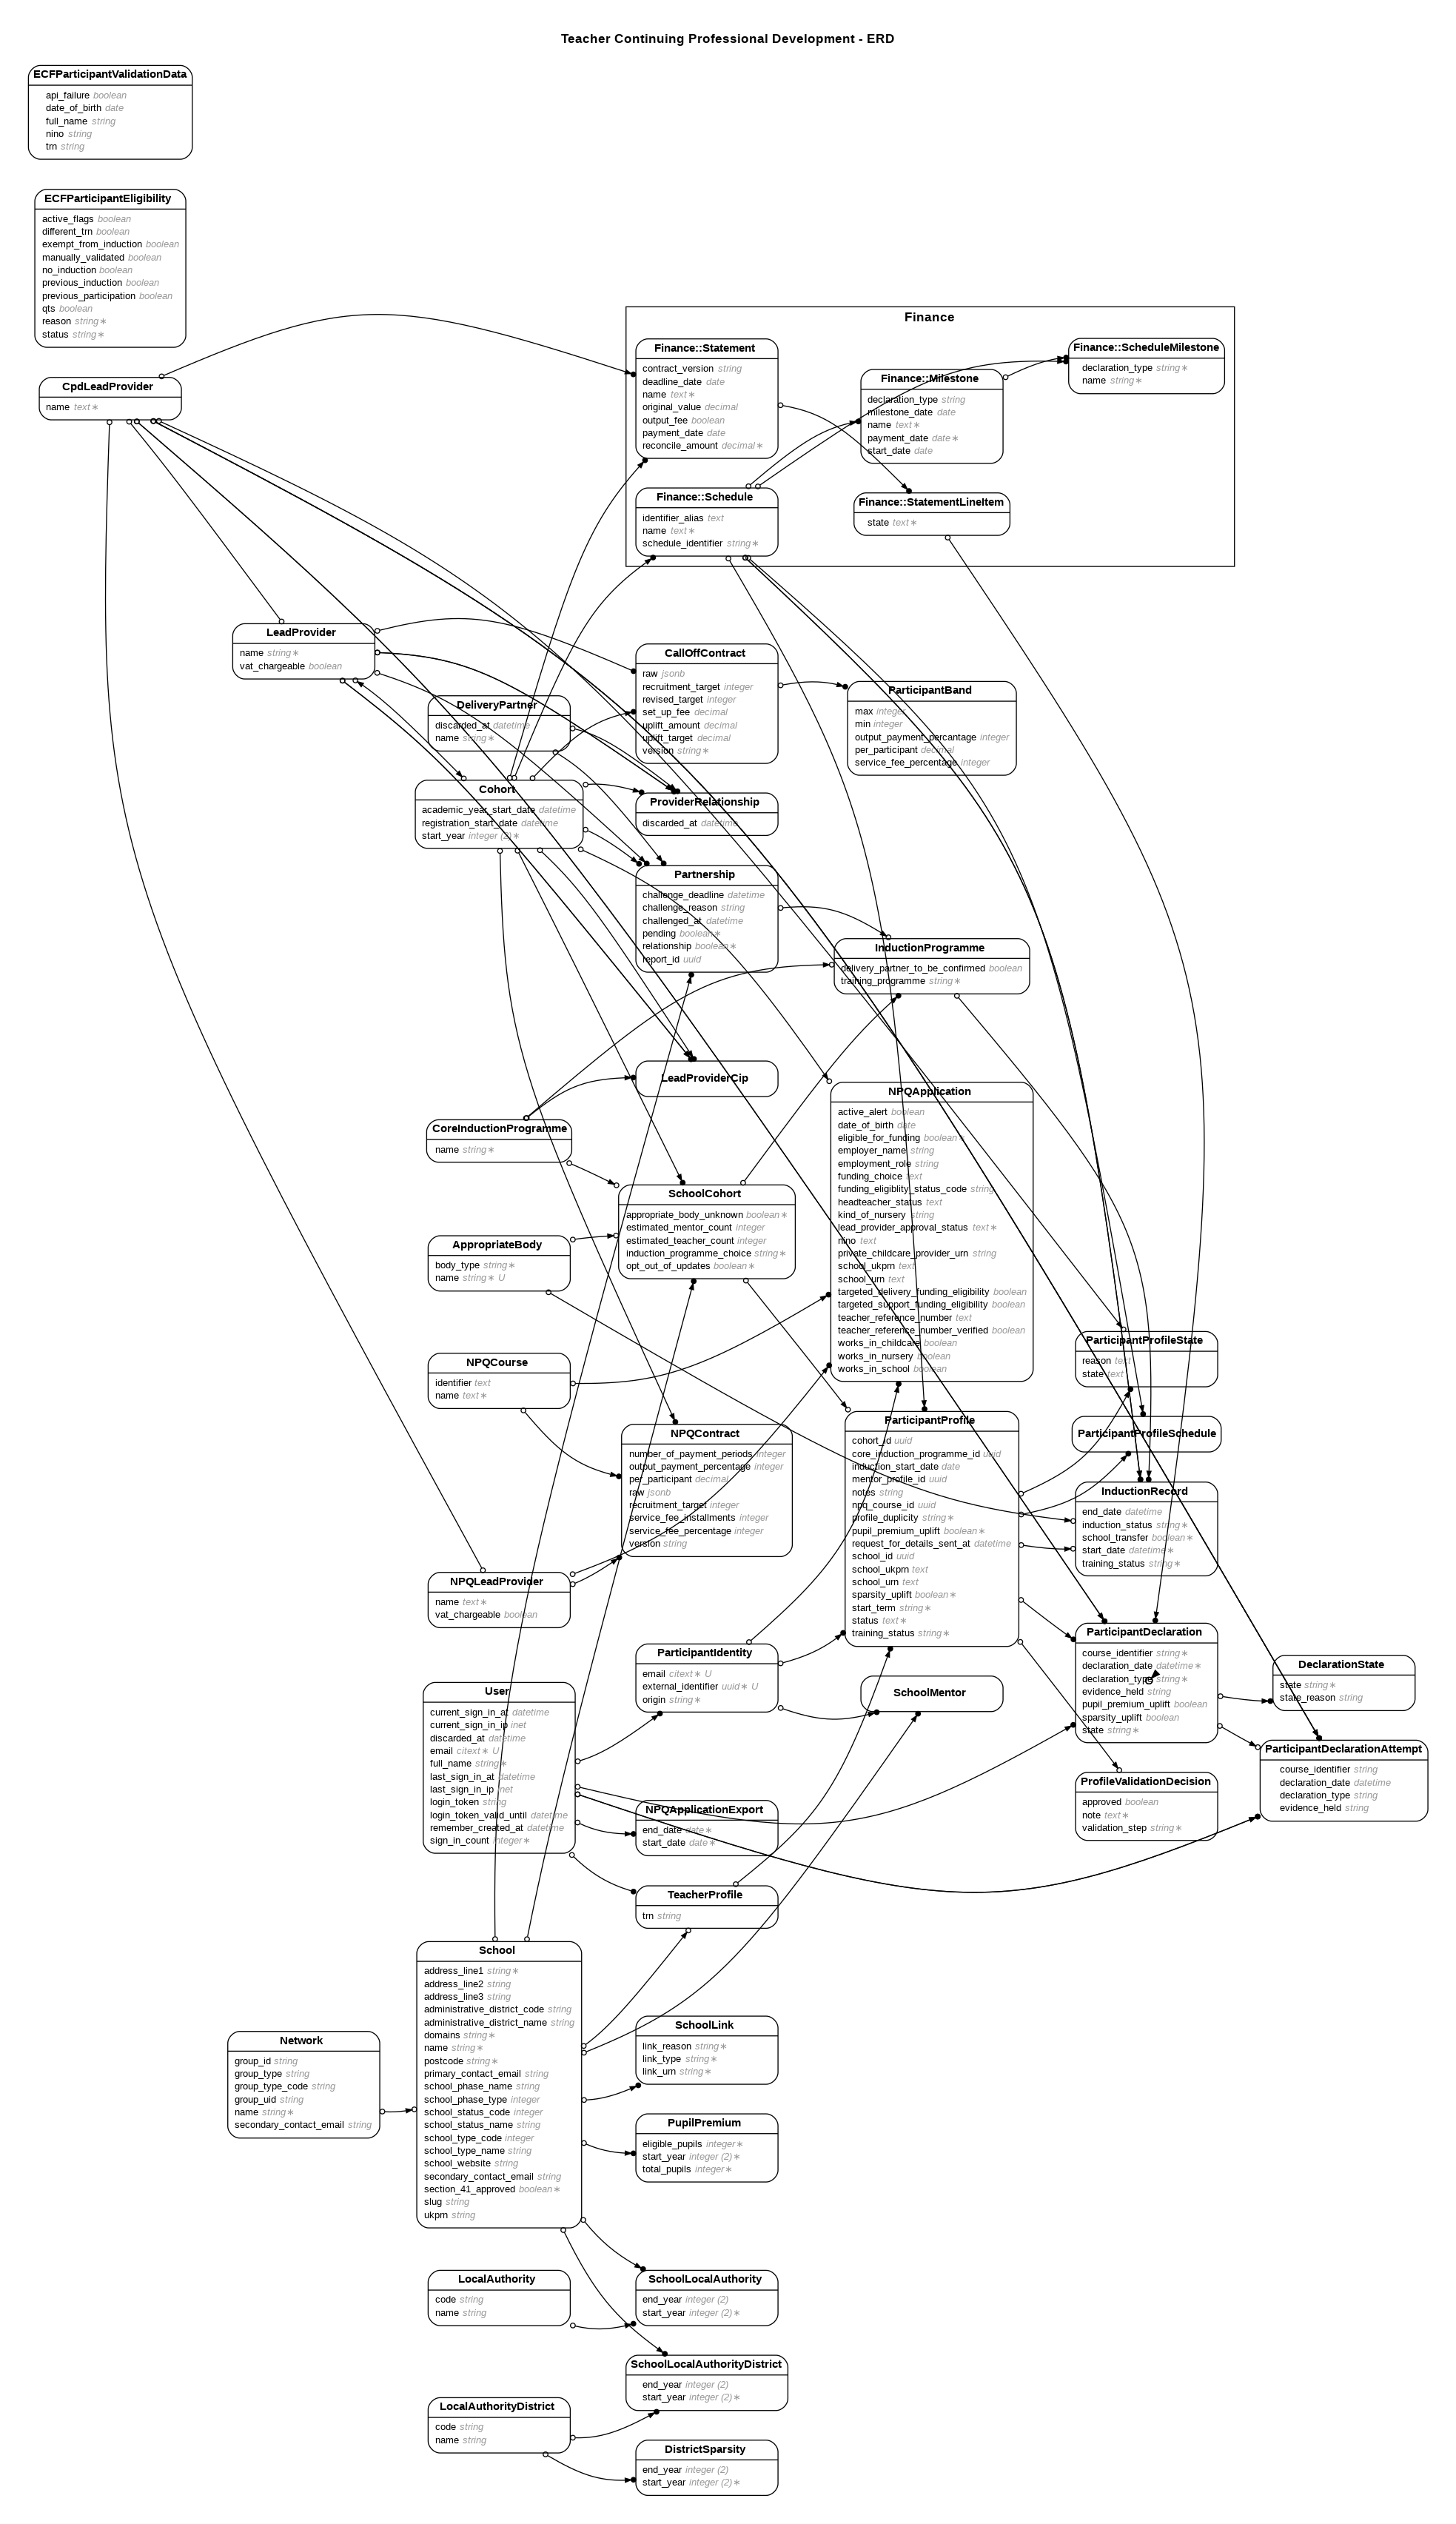 Teacher Continuing Professional Development - ERD
ECFParticipantValidationData
api_failure boolean
date_of_birth date
full_name string
nino string
trn string
ECFParticipantEligibility
active_flags boolean
different_trn boolean
exempt_from_induction boolean
manually_validated boolean
no_induction boolean
previous_induction boolean
previous_participation boolean
qts boolean
reason string∗
status string∗
CpdLeadProvider
name text∗
Finance
Finance::Statement
contract_version string
deadline_date date
name text∗
original_value decimal
output_fee boolean
payment_date date
reconcile_amount decimal∗
Finance::Milestone
declaration_type string
milestone_date date
name text∗
payment_date date∗
start_date date
Finance::ScheduleMilestone
declaration_type string∗
name string∗
Finance::Schedule
identifier_alias text
name text∗
schedule_identifier string∗
Finance::StatementLineItem
state text∗
LeadProvider
name string∗
vat_chargeable boolean
DeliveryPartner
discarded_at datetime
name string∗
CallOffContract
raw jsonb
recruitment_target integer
revised_target integer
set_up_fee decimal
uplift_amount decimal
uplift_target decimal
version string∗
ParticipantBand
max integer
min integer
output_payment_percantage integer
per_participant decimal
service_fee_percentage integer
Cohort
academic_year_start_date datetime
registration_start_date datetime
start_year integer (2)∗
ProviderRelationship
discarded_at datetime
Partnership
challenge_deadline datetime
challenge_reason string
challenged_at datetime
pending boolean∗
relationship boolean∗
report_id uuid
InductionProgramme
delivery_partner_to_be_confirmed boolean
training_programme string∗
LeadProviderCip
CoreInductionProgramme
name string∗
NPQApplication
active_alert boolean
date_of_birth date
eligible_for_funding boolean∗
employer_name string
employment_role string
funding_choice text
funding_eligiblity_status_code string
headteacher_status text
kind_of_nursery string
lead_provider_approval_status text∗
nino text
private_childcare_provider_urn string
school_ukprn text
school_urn text
targeted_delivery_funding_eligibility boolean
targeted_support_funding_eligibility boolean
teacher_reference_number text
teacher_reference_number_verified boolean
works_in_childcare boolean
works_in_nursery boolean
works_in_school boolean
SchoolCohort
appropriate_body_unknown boolean∗
estimated_mentor_count integer
estimated_teacher_count integer
induction_programme_choice string∗
opt_out_of_updates boolean∗
AppropriateBody
body_type string∗
name string∗ U
NPQCourse
identifier text
name text∗
ParticipantProfileState
reason text
state text
ParticipantProfileSchedule
NPQContract
number_of_payment_periods integer
output_payment_percentage integer
per_participant decimal
raw jsonb
recruitment_target integer
service_fee_installments integer
service_fee_percentage integer
version string
ParticipantProfile
cohort_id uuid
core_induction_programme_id uuid
induction_start_date date
mentor_profile_id uuid
notes string
npq_course_id uuid
profile_duplicity string∗
pupil_premium_uplift boolean∗
request_for_details_sent_at datetime
school_id uuid
school_ukprn text
school_urn text
sparsity_uplift boolean∗
start_term string∗
status text∗
training_status string∗
InductionRecord
end_date datetime
induction_status string∗
school_transfer boolean∗
start_date datetime∗
training_status string∗
NPQLeadProvider
name text∗
vat_chargeable boolean
ParticipantIdentity
email citext∗ U
external_identifier uuid∗ U
origin string∗
SchoolMentor
ParticipantDeclaration
course_identifier string∗
declaration_date datetime∗
declaration_type string∗
evidence_held string
pupil_premium_uplift boolean
sparsity_uplift boolean
state string∗
DeclarationState
state string∗
state_reason string
ParticipantDeclarationAttempt
course_identifier string
declaration_date datetime
declaration_type string
evidence_held string
ProfileValidationDecision
approved boolean
note text∗
validation_step string∗
User
current_sign_in_at datetime
current_sign_in_ip inet
discarded_at datetime
email citext∗ U
full_name string∗
last_sign_in_at datetime
last_sign_in_ip inet
login_token string
login_token_valid_until datetime
remember_created_at datetime
sign_in_count integer∗
NPQApplicationExport
end_date date∗
start_date date∗
TeacherProfile
trn string
School
address_line1 string∗
address_line2 string
address_line3 string
administrative_district_code string
administrative_district_name string
domains string∗
name string∗
postcode string∗
primary_contact_email string
school_phase_name string
school_phase_type integer
school_status_code integer
school_status_name string
school_type_code integer
school_type_name string
school_website string
secondary_contact_email string
section_41_approved boolean∗
slug string
ukprn string
Network
group_id string
group_type string
group_type_code string
group_uid string
name string∗
secondary_contact_email string
SchoolLink
link_reason string∗
link_type string∗
link_urn string∗
PupilPremium
eligible_pupils integer∗
start_year integer (2)∗
total_pupils integer∗
LocalAuthority
code string
name string
SchoolLocalAuthority
end_year integer (2)
start_year integer (2)∗
SchoolLocalAuthorityDistrict
end_year integer (2)
start_year integer (2)∗
LocalAuthorityDistrict
code string
name string
DistrictSparsity
end_year integer (2)
start_year integer (2)∗